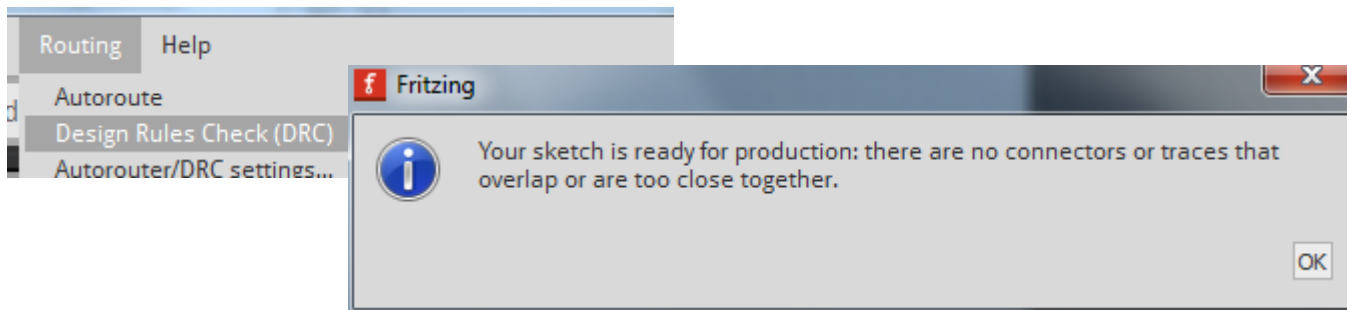 Routing Help
Autoroute
Design Rules Check (DRC)
Autorouter/DRC settings...
Fritzing
Your sketch is ready for production: there are no connectors or traces that
overlap or are too close together.
OK